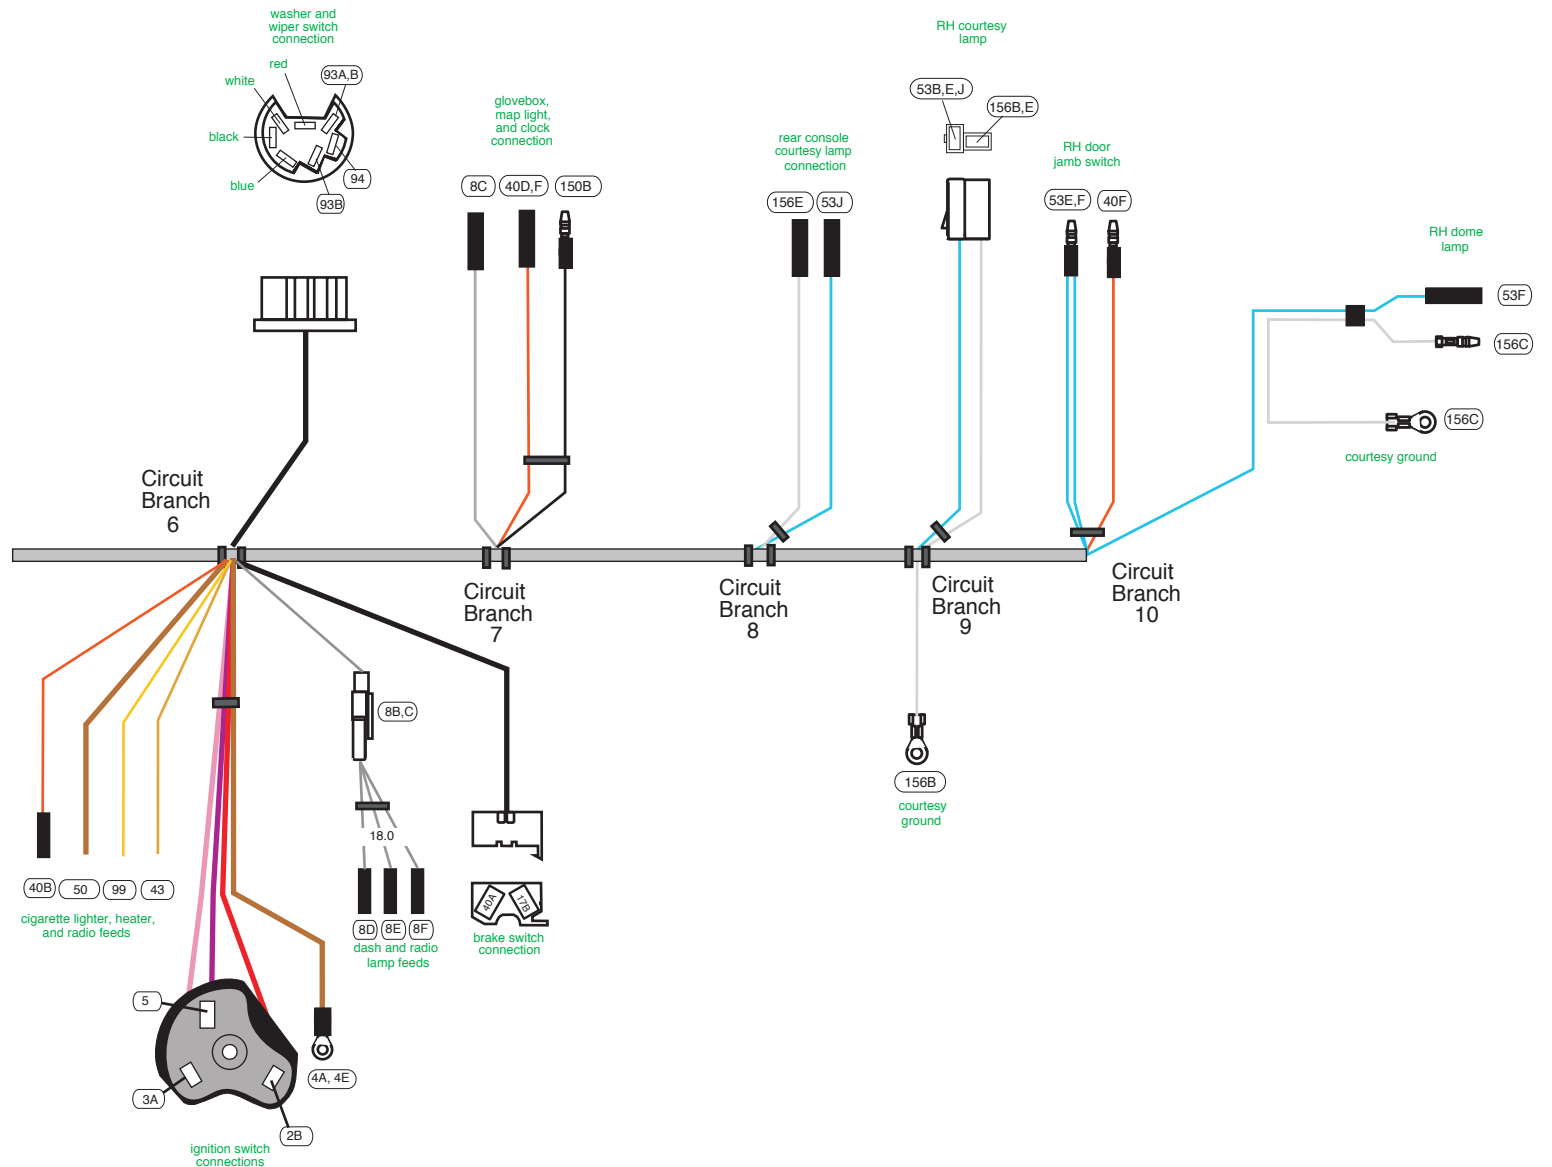 washer and
wiper switch
connection
red
93A,B
white
black
blue
94
93B
glovebox,
map light,
and clock
connection
8C
40D,F
150B
rear console
courtesy lamp
connection
156E
53J
RH courtesy
lamp
53B,E,J
156B,E
RH door
jamb switch
53E,F
40F
RH dome
lamp
53F
156C
156C
courtesy ground
Circuit
Branch
6
Circuit
Branch
7
Circuit
Branch
8
Circuit
Branch
9
Circuit
Branch
10
40B
50
99
43
cigarette lighter, heater,
and radio feeds
8B,C
18.0
8D
8E
8F
dash and radio
lamp feeds
40A
17B
brake switch
connection
156B
courtesy
ground
5
3A
2B
4A, 4E
ignition switch
connections